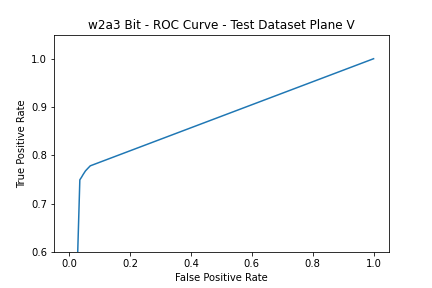 w2a3 Bit - ROC Curve - Test Dataset Plane V
1.0
0.9
0.8
0.7
0.6
True Positive Rate
0.0 0.2 0.4 0.6 0.8 1.0
False Positive Rate